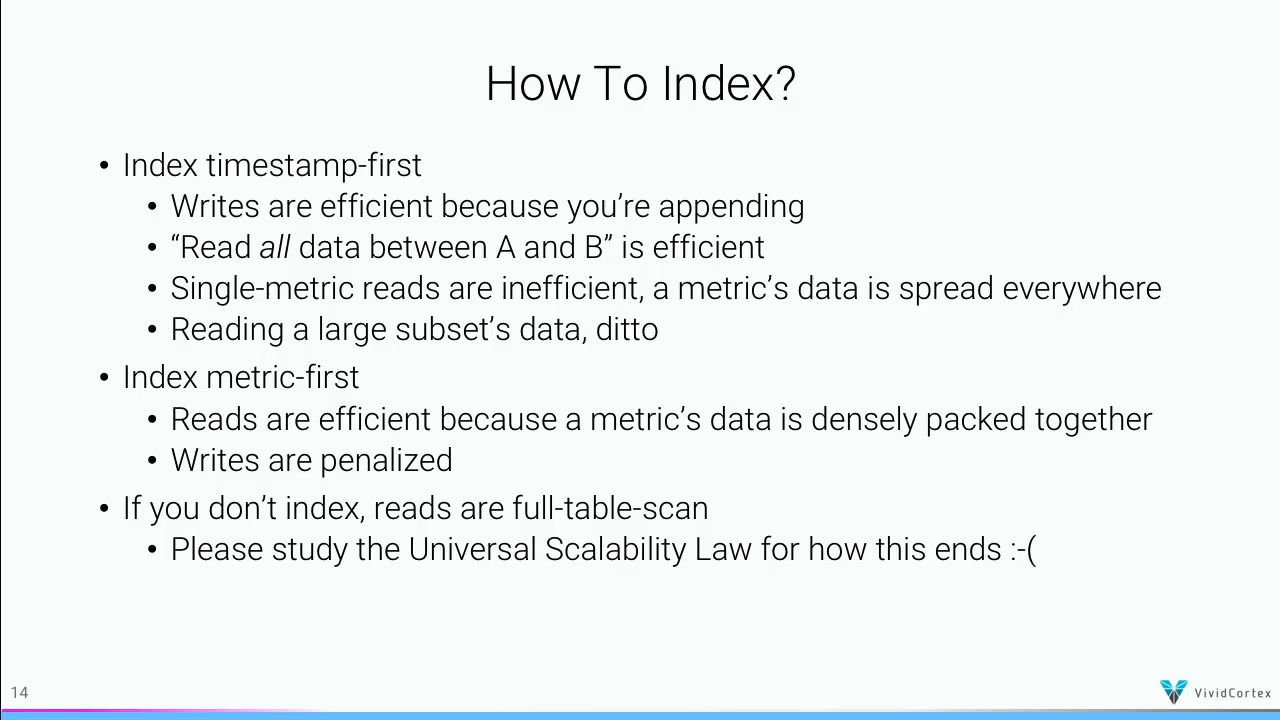 How To Index?
• Index timestamp-first
• Writes are efficient because you’re appending
• “Read all data between A and B” is efficient
• Single-metric reads are inefficient, a metric’s data is spread everywhere
• Reading a large subset’s data, ditto
• Index metric-first
• Reads are efficient because a metric’s data is densely packed together
• Writes are penalized
• If you don’t index, reads are full-table-scan
• Please study the Universal Scalability Law for how this ends :-(
14
VividCortex